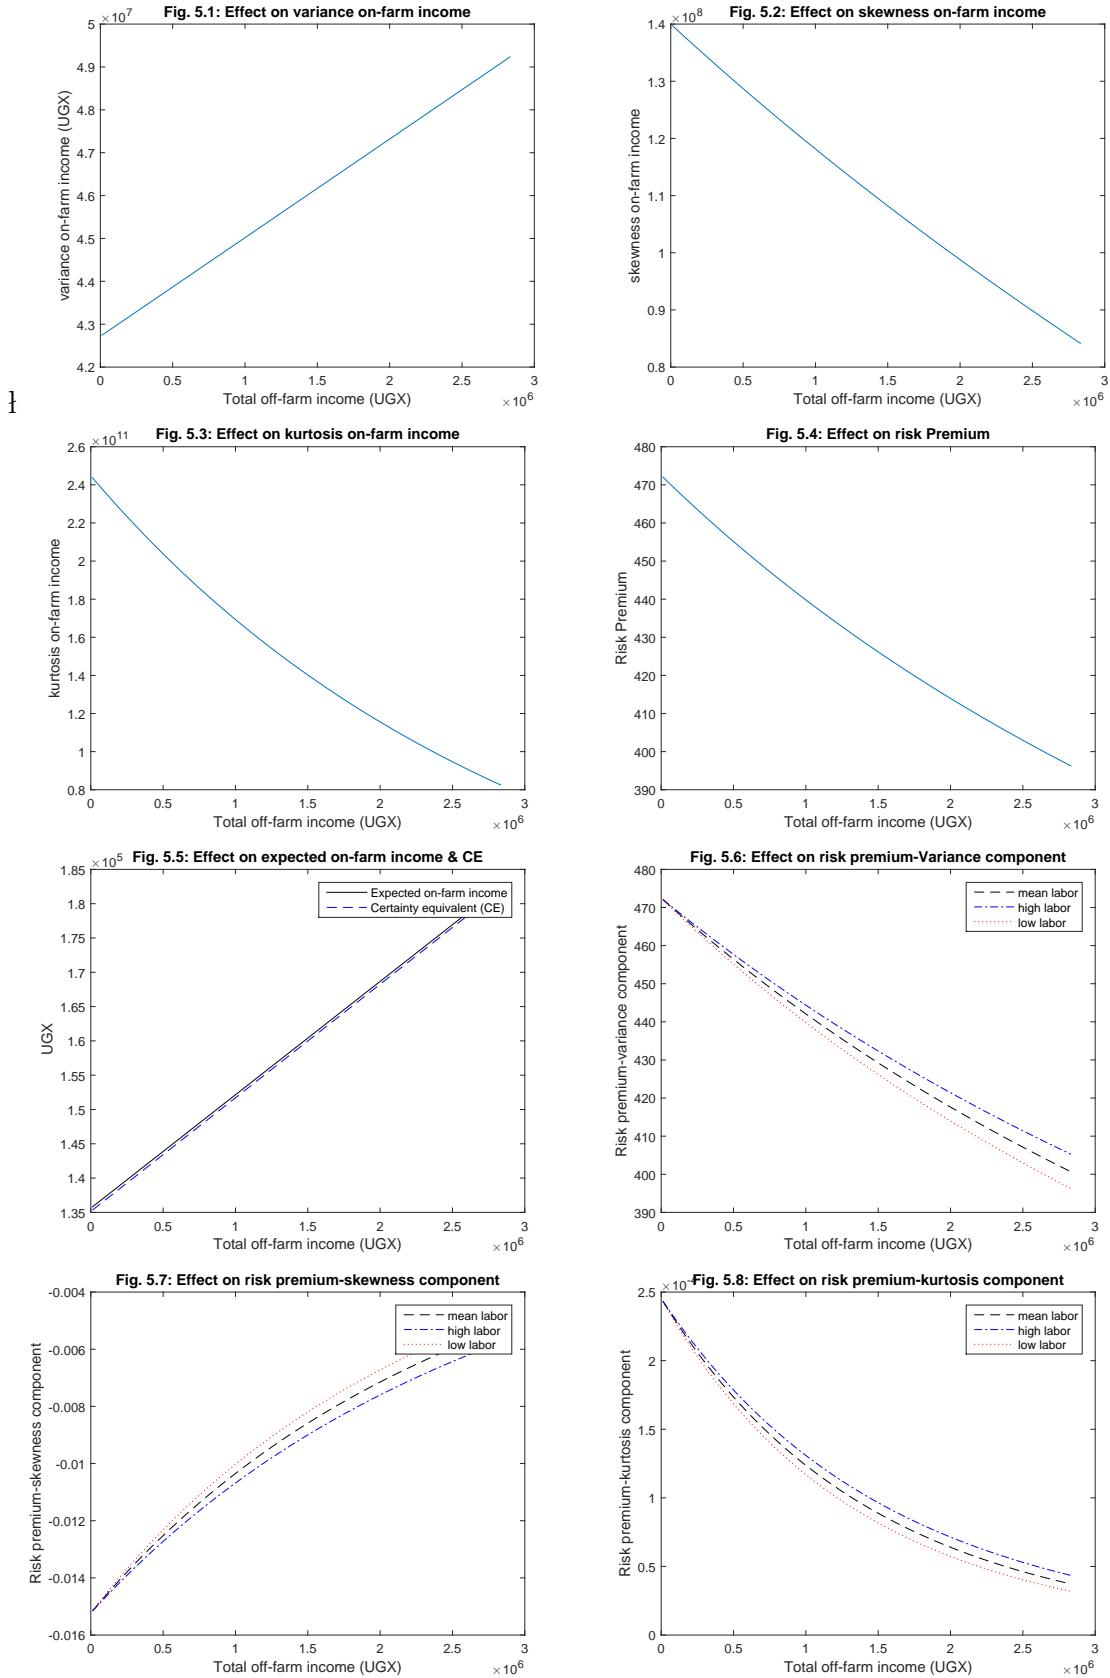 Fig. 5.1: Effect on variance on-farm income
×10^7
5
4.9
4.8
4.7
4.6
4.5
4.4
4.3
4.2
variance on-farm income (UGX)
0 0.5 1 1.5 2 2.5 3
Total off-farm income (UGX)
×10^6
Fig. 5.2: Effect on skewness on-farm income
×10^8
1.4
1.3
1.2
1.1
1
0.9
0.8
skewness on-farm income
0 0.5 1 1.5 2 2.5 3
Total off-farm income (UGX)
×10^6
ł
Fig. 5.3: Effect on kurtosis on-farm income
×10^11
2.6
2.4
2.2
2
1.8
1.6
1.4
1.2
1
0.8
kurtosis on-farm income
0 0.5 1 1.5 2 2.5 3
Total off-farm income (UGX)
×10^6
Fig. 5.4: Effect on risk Premium
480
470
460
450
440
430
420
410
400
390
Risk Premium
0 0.5 1 1.5 2 2.5 3
Total off-farm income (UGX)
×10^6
Fig. 5.5: Effect on expected on-farm income & CE
×10^5
1.85
1.8
1.75
1.7
1.65
1.6
1.55
1.5
1.45
1.4
1.35
UGX
Expected on-farm income
Certainty equivalent (CE)
0 0.5 1 1.5 2 2.5 3
Total off-farm income (UGX)
×10^6
Fig. 5.6: Effect on risk premium-Variance component
480
470
460
450
440
430
420
410
400
390
Risk premium-variance component
mean labor
high labor
low labor
0 0.5 1 1.5 2 2.5 3
Total off-farm income (UGX)
×10^6
Fig. 5.7: Effect on risk premium-skewness component
-0.004
-0.006
-0.008
-0.01
-0.012
-0.014
-0.016
Risk premium-skewness component
mean labor
high labor
low labor
0 0.5 1 1.5 2 2.5 3
Total off-farm income (UGX)
×10^6
Fig. 5.8: Effect on risk premium-kurtosis component
×10
2.5
2
1.5
1
0.5
0
Risk premium-kurtosis component
mean labor
high labor
low labor
0 0.5 1 1.5 2 2.5 3
Total off-farm income (UGX)
×10^6